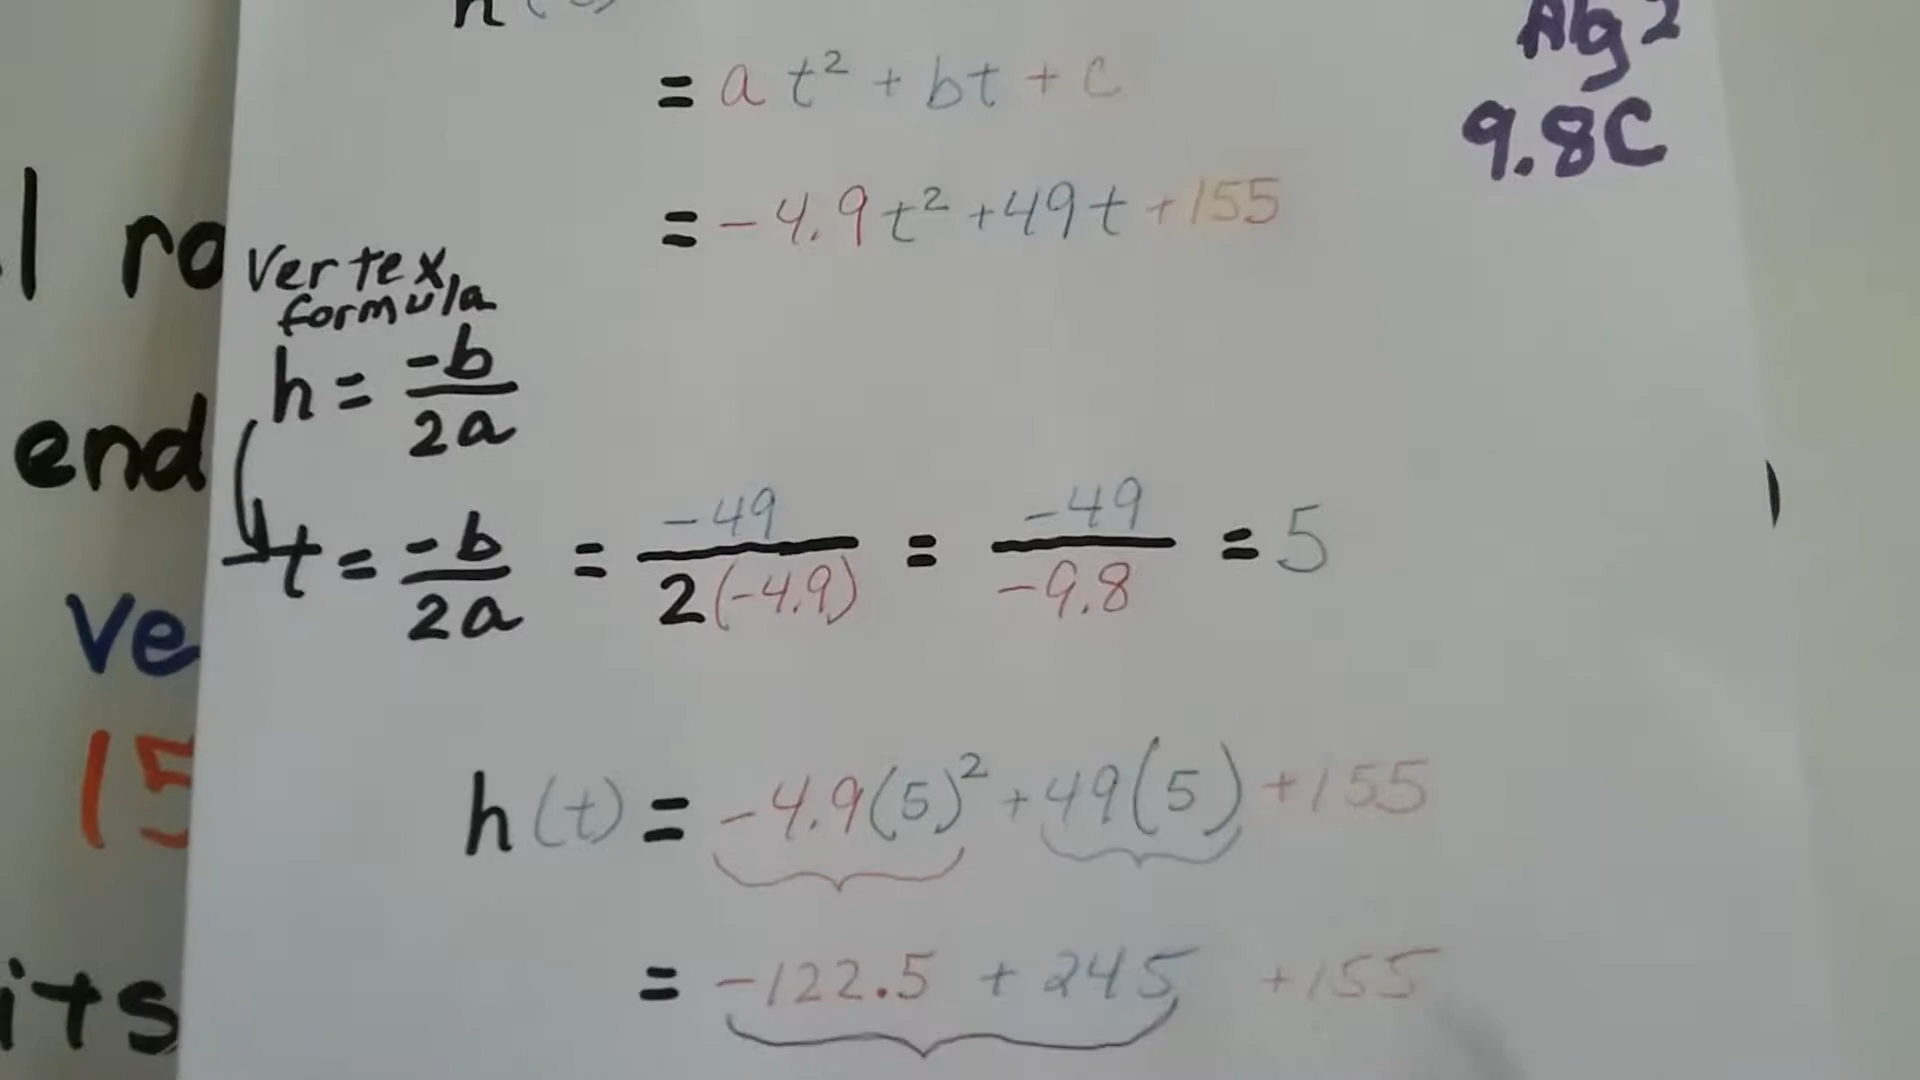 Alg 2
9.8C
h(t)
= at² + bt + c
= -4.9t² + 49t + 155
Vertex
formula
h = -b/2a
t = -b/2a = -49/2(-4.9) = -49/-9.8 = 5
h(t) = -4.9(5)² + 49(5) + 155
= -122.5 + 245 + 155
l ro
end
ve
15
its